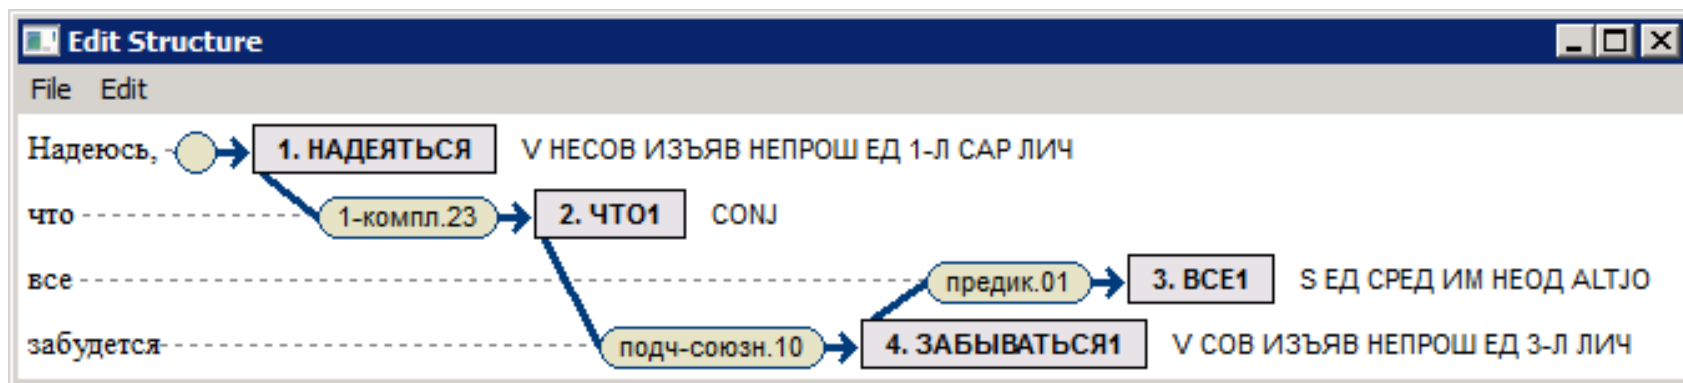 Edit Structure
File Edit
Надеюсь, 1. НАДЕЯТЬСЯ V НЕСОВ ИЗЪЯВ НЕПРОШ ЕД 1-Л САР ЛИЧ
что 1-компл.23 2. ЧТО1 CONJ
все предик.01 3. ВСЕ1 S ЕД СРЕД ИМ НЕОД ALTJO
забудется подч-союзн.10 4. ЗАБЫВАТЬСЯ1 V СОВ ИЗЪЯВ НЕПРОШ ЕД 3-Л ЛИЧ